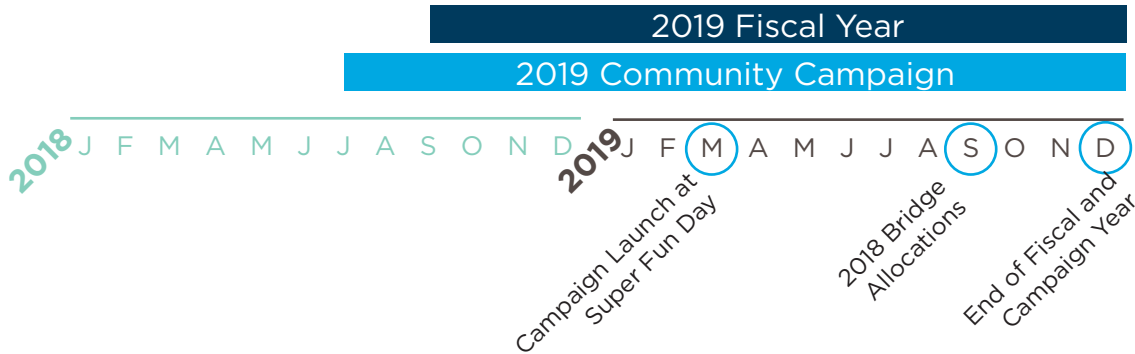 2019 Fiscal Year
2019 Community Campaign
2018 J F M A M J J A S O N D 2019 J F M A M J J A S O N D
Campaign Launch at
Super Fun Day
2018 Bridge
Allocations
End of Fiscal and
Campaign Year